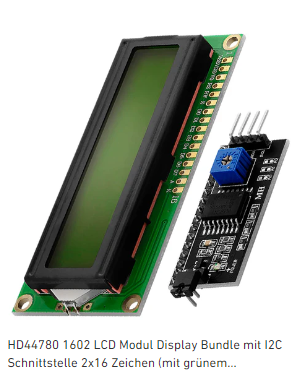 HD44780 1602 LCD Modul Display Bundle mit I2C
Schnittstelle 2x16 Zeichen (mit grünem...